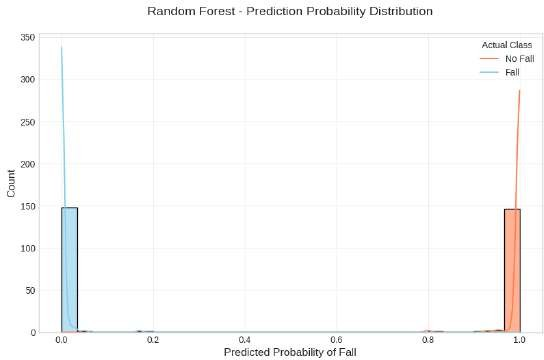 Random Forest - Prediction Probability Distribution
350
300
250
200
150
100
50
0
Count
Actual Class
No Fall
Fall
0.0 0.2 0.4 0.6 0.8 1.0
Predicted Probability of Fall